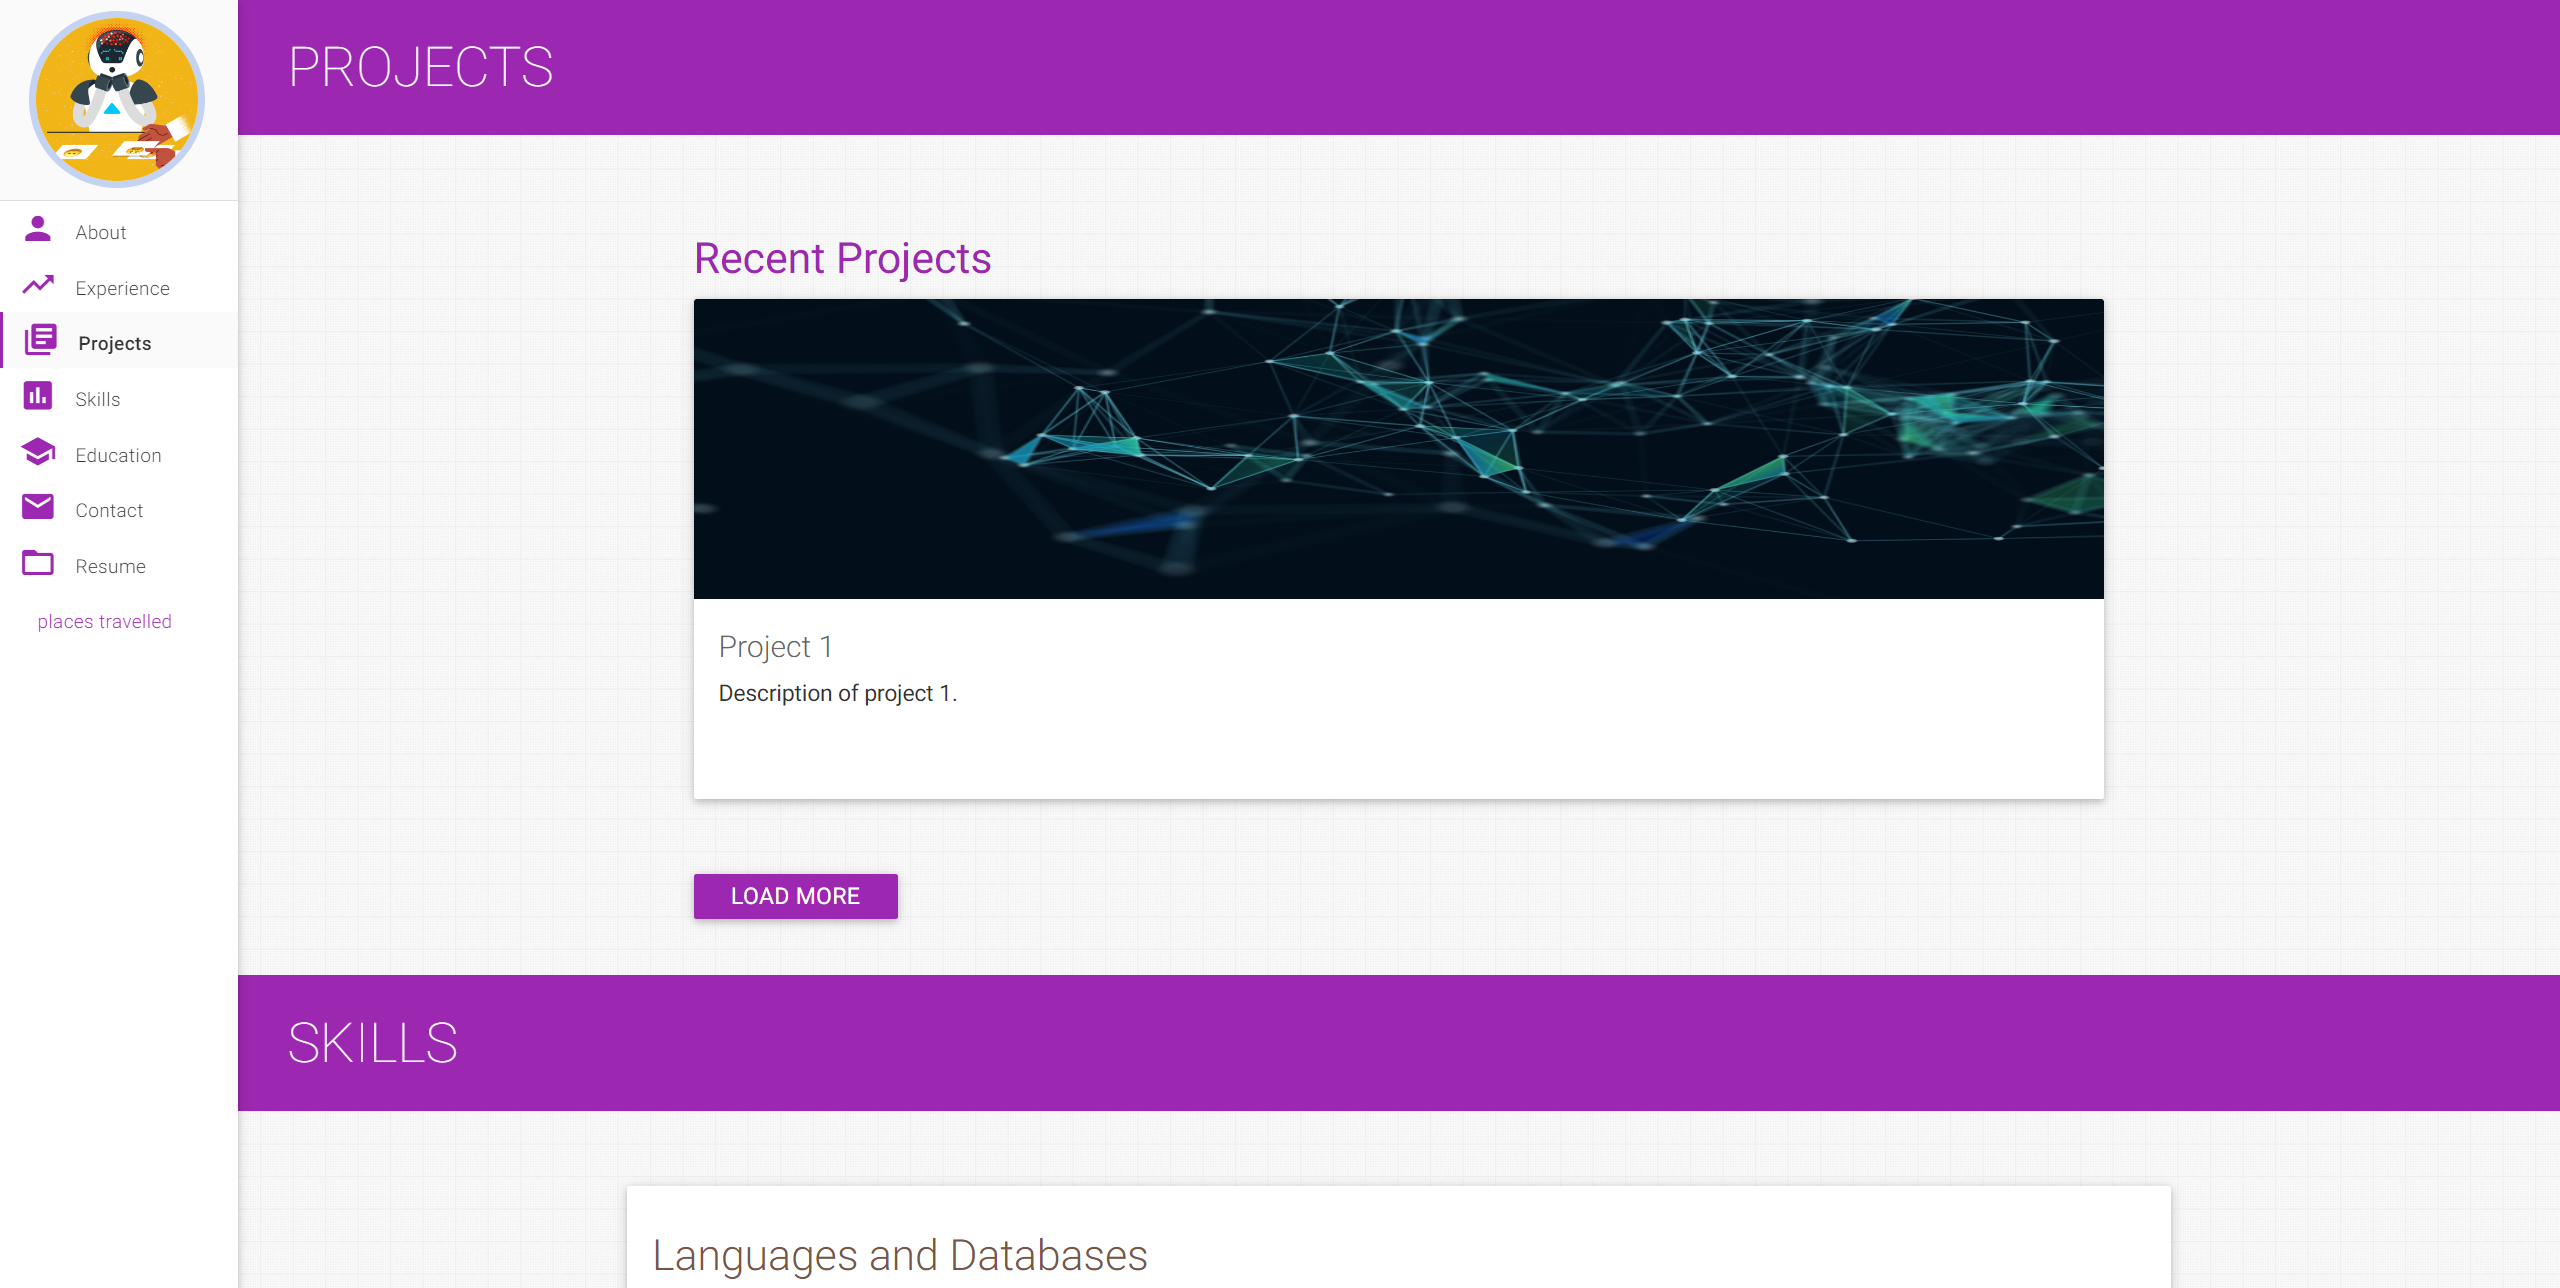 About
Experience
Projects
Skills
Education
Contact
Resume
places travelled
PROJECTS
Recent Projects
Project 1
Description of project 1.
LOAD MORE
SKILLS
Languages and Databases